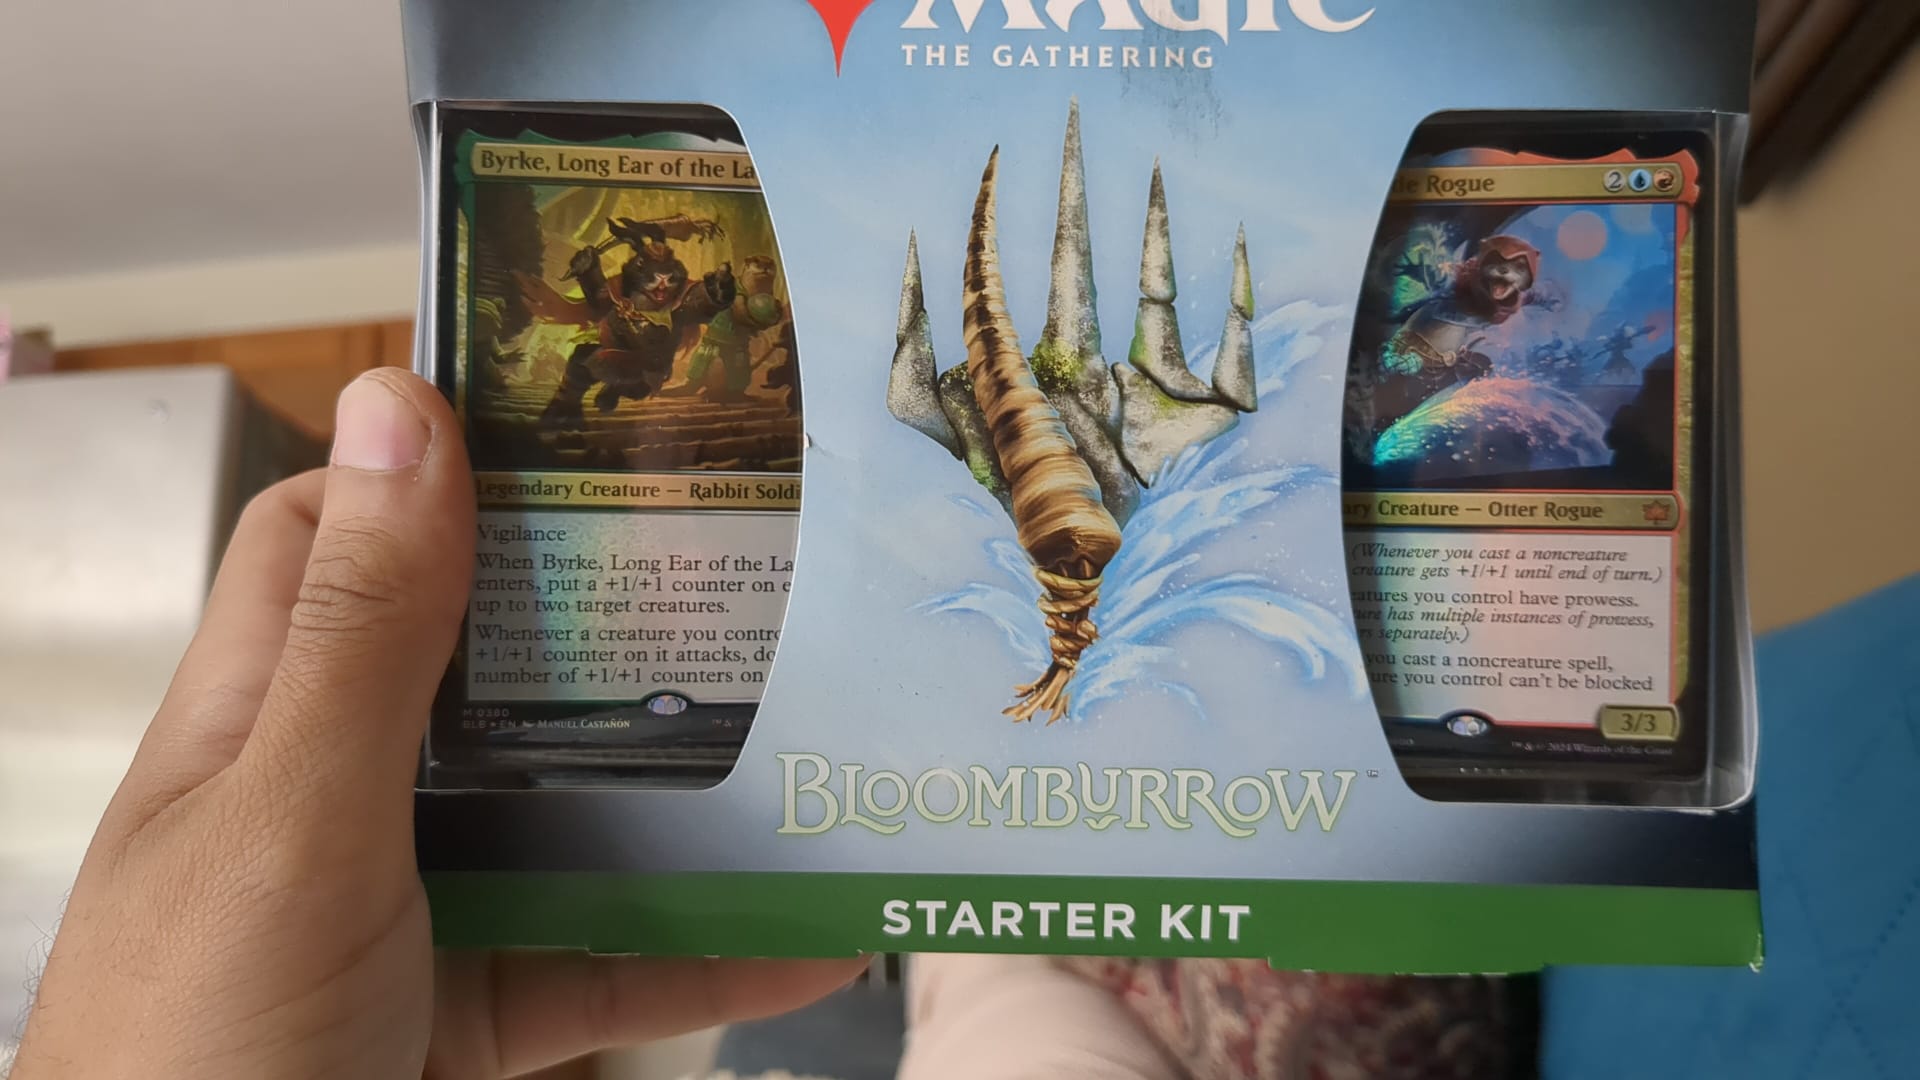 MAGIC
THE GATHERING
Byrke, Long Ear of the La
Legendary Creature — Rabbit Soldi
Vigilance
When Byrke, Long Ear of the La
enters, put a +1/+1 counter on e
up to two target creatures.
Whenever a creature you contro
+1/+1 counter on it attacks, do
number of +1/+1 counters on
M 0380
BLB ★ EN MANUEL CASTAÑÓN
™ & ©
de Rogue
2
ary Creature — Otter Rogue
(Whenever you cast a noncreature
creature gets +1/+1 until end of turn.)
eatures you control have prowess.
ure has multiple instances of prowess,
rs separately.)
you cast a noncreature spell,
ure you control can't be blocked
3/3
™ & © 2024 Wizards of the Coast
BLOOMBURROW™
STARTER KIT